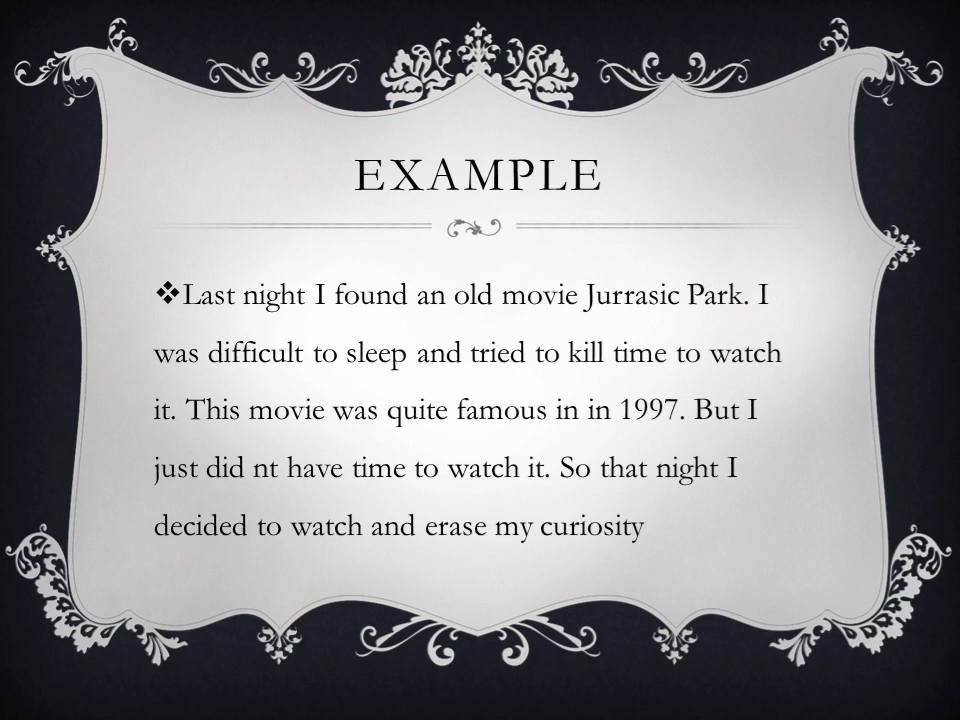 EXAMPLE
❖Last night I found an old movie Jurrasic Park. I
was difficult to sleep and tried to kill time to watch
it. This movie was quite famous in in 1997. But I
just did nt have time to watch it. So that night I
decided to watch and erase my curiosity